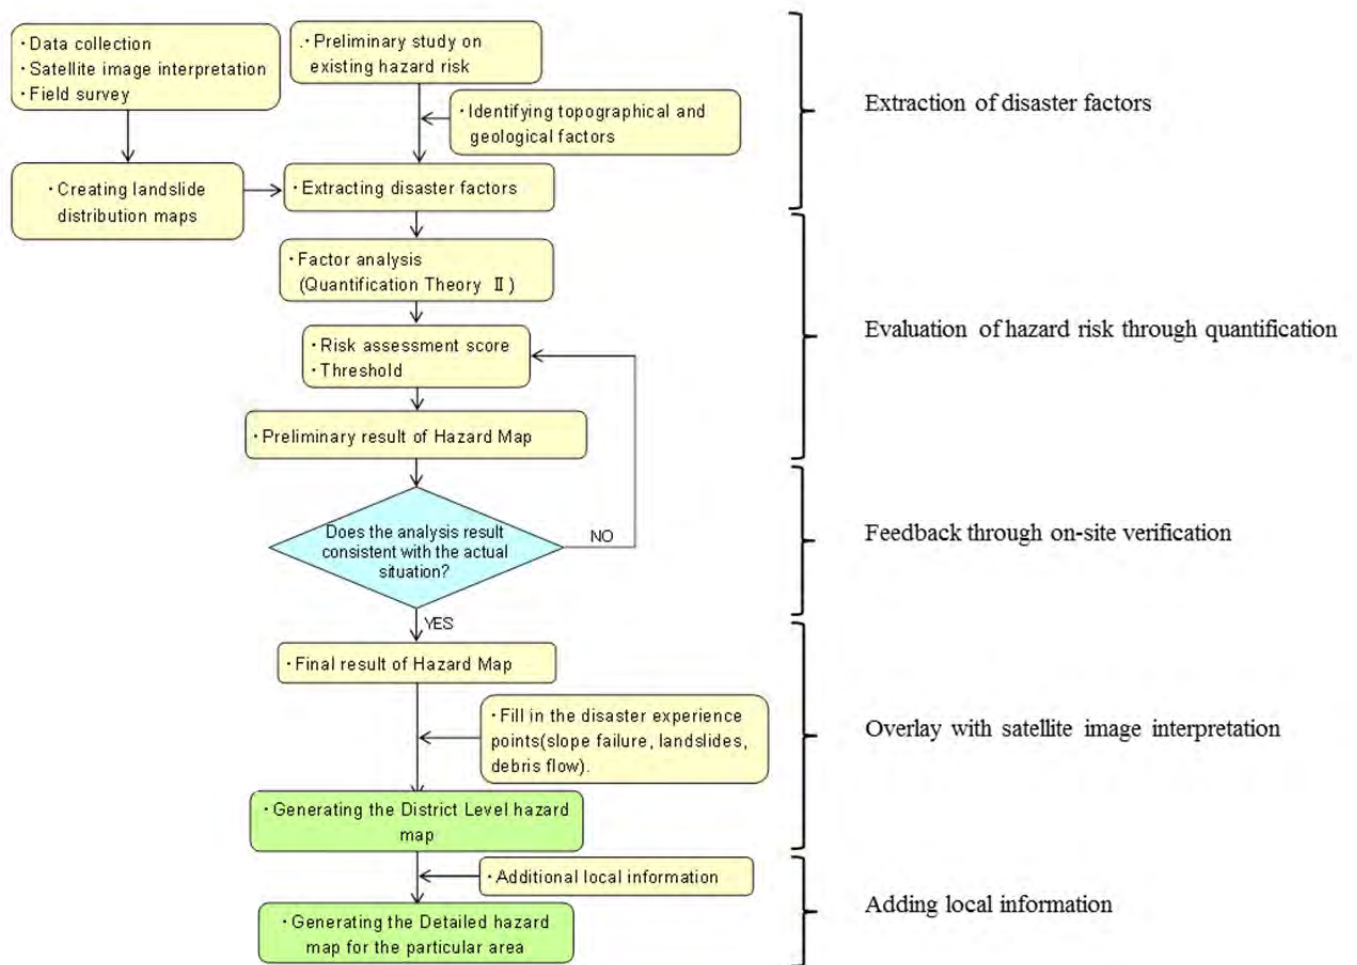 ・Data collection
・Satellite image interpretation
・Field survey
.・Preliminary study on
existing hazard risk
・Identifying topographical and
geological factors
Extraction of disaster factors
・Creating landslide
distribution maps
・Extracting disaster factors
・Factor analysis
(Quantification Theory Ⅱ)
・Risk assessment score
・Threshold
Evaluation of hazard risk through quantification
・Preliminary result of Hazard Map
Does the analysis result
consistent with the actual
situation?
NO
Feedback through on-site verification
YES
・Final result of Hazard Map
・Fill in the disaster experience
points(slope failure, landslides,
debris flow).
Overlay with satellite image interpretation
・Generating the District Level hazard
map
・Additional local information
Adding local information
・Generating the Detailed hazard
map for the particular area